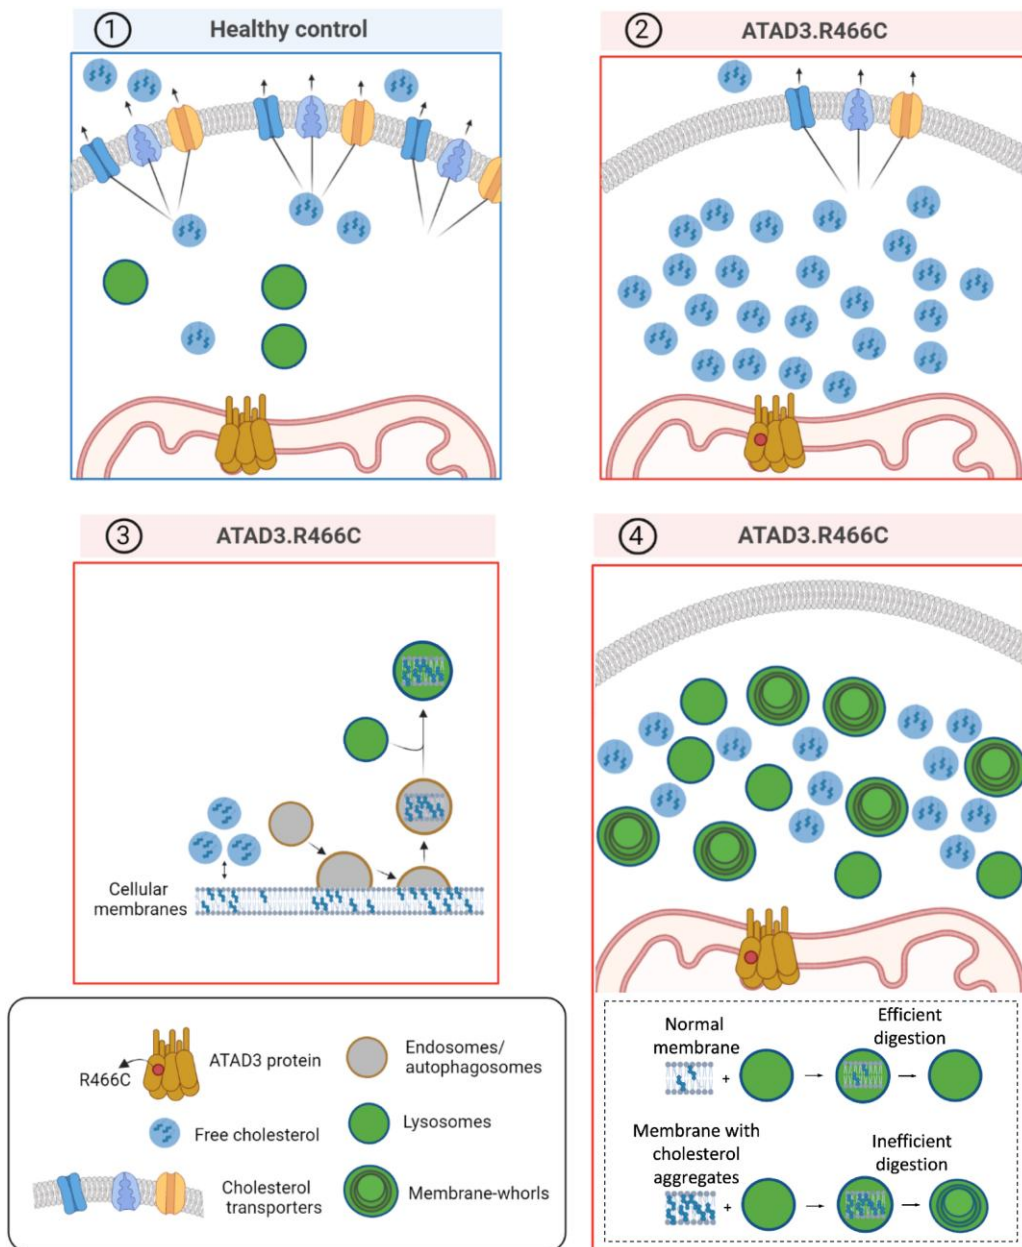 1 Healthy control
2 ATAD3.R466C
3 ATAD3.R466C
Cellular
membranes
4 ATAD3.R466C
R466C
ATAD3 protein
Free cholesterol
Cholesterol
transporters
Endosomes/
autophagosomes
Lysosomes
Membrane-whorls
Normal
membrane
+
Efficient
digestion
Membrane with
cholesterol
aggregates
+
Inefficient
digestion